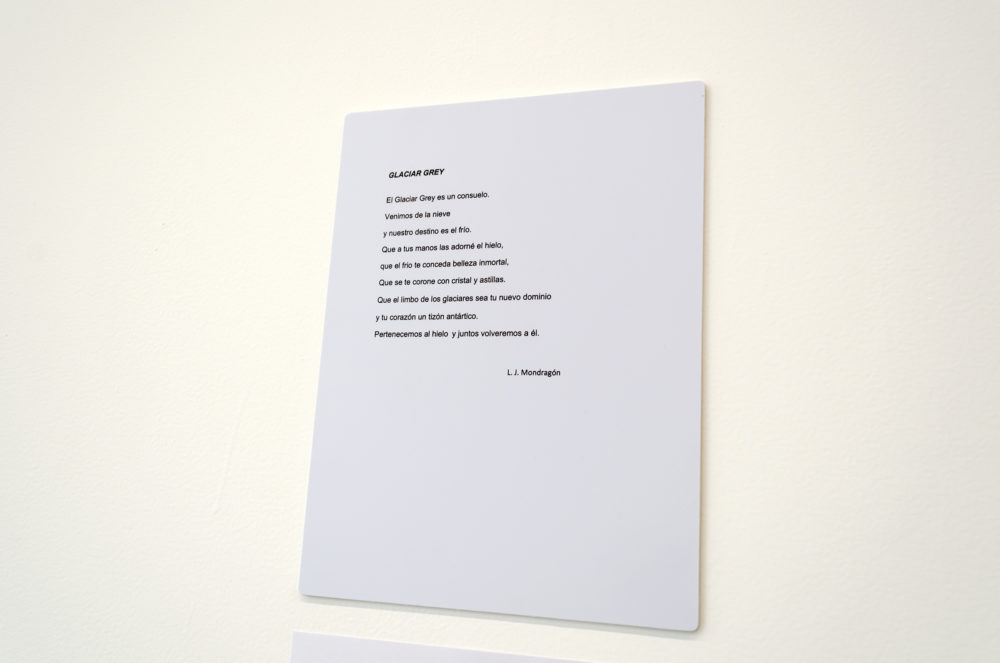 GLACIAR GREY
El Glaciar Grey es un consuelo.
Venimos de la nieve
y nuestro destino es el frío.
Que a tus manos las adorné el hielo,
que el frio te conceda belleza inmortal,
Que se te corone con cristal y astillas.
Que el limbo de los glaciares sea tu nuevo dominio
y tu corazón un tizón antártico.
Pertenecemos al hielo y juntos volveremos a él.
L. J. Mondragón